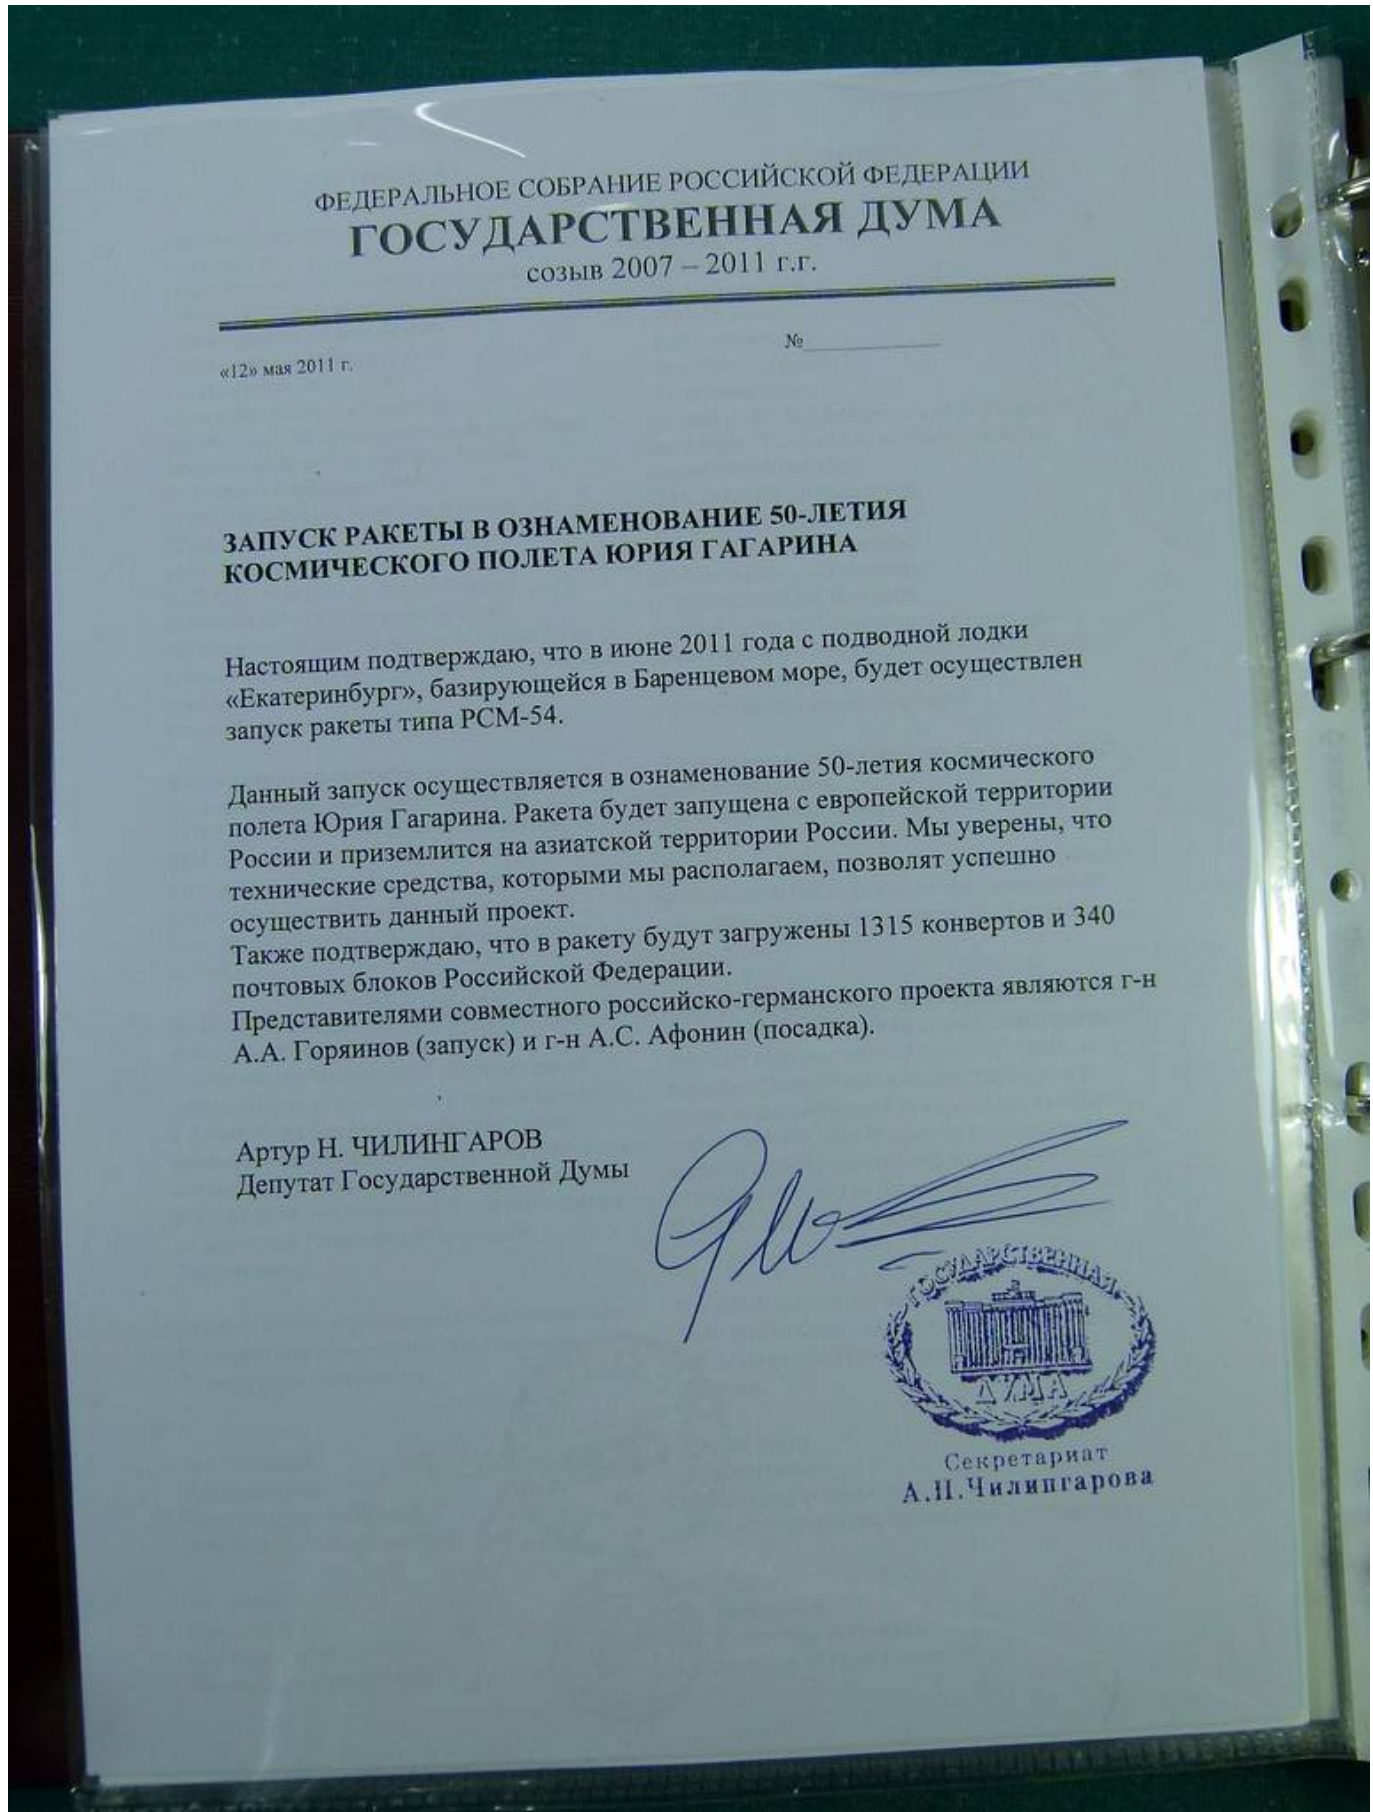 ФЕДЕРАЛЬНОЕ СОБРАНИЕ РОССИЙСКОЙ ФЕДЕРАЦИИ
ГОСУДАРСТВЕННАЯ ДУМА
созыв 2007 – 2011 г.г.
«12» мая 2011 г.
№
ЗАПУСК РАКЕТЫ В ОЗНАМЕНОВАНИЕ 50-ЛЕТИЯ
КОСМИЧЕСКОГО ПОЛЕТА ЮРИЯ ГАГАРИНА
Настоящим подтверждаю, что в июне 2011 года с подводной лодки
«Екатеринбург», базирующейся в Баренцевом море, будет осуществлен
запуск ракеты типа РСМ-54.
Данный запуск осуществляется в ознаменование 50-летия космического
полета Юрия Гагарина. Ракета будет запущена с европейской территории
России и приземлится на азиатской территории России. Мы уверены, что
технические средства, которыми мы располагаем, позволят успешно
осуществить данный проект.
Также подтверждаю, что в ракету будут загружены 1315 конвертов и 340
почтовых блоков Российской Федерации.
Представителями совместного российско-германского проекта являются г-н
А.А. Горяинов (запуск) и г-н А.С. Афонин (посадка).
Артур Н. ЧИЛИНГАРОВ
Депутат Государственной Думы
ГОСУДАРСТВЕННАЯ
ДУМА
Секретариат
А.Н.Чилингарова